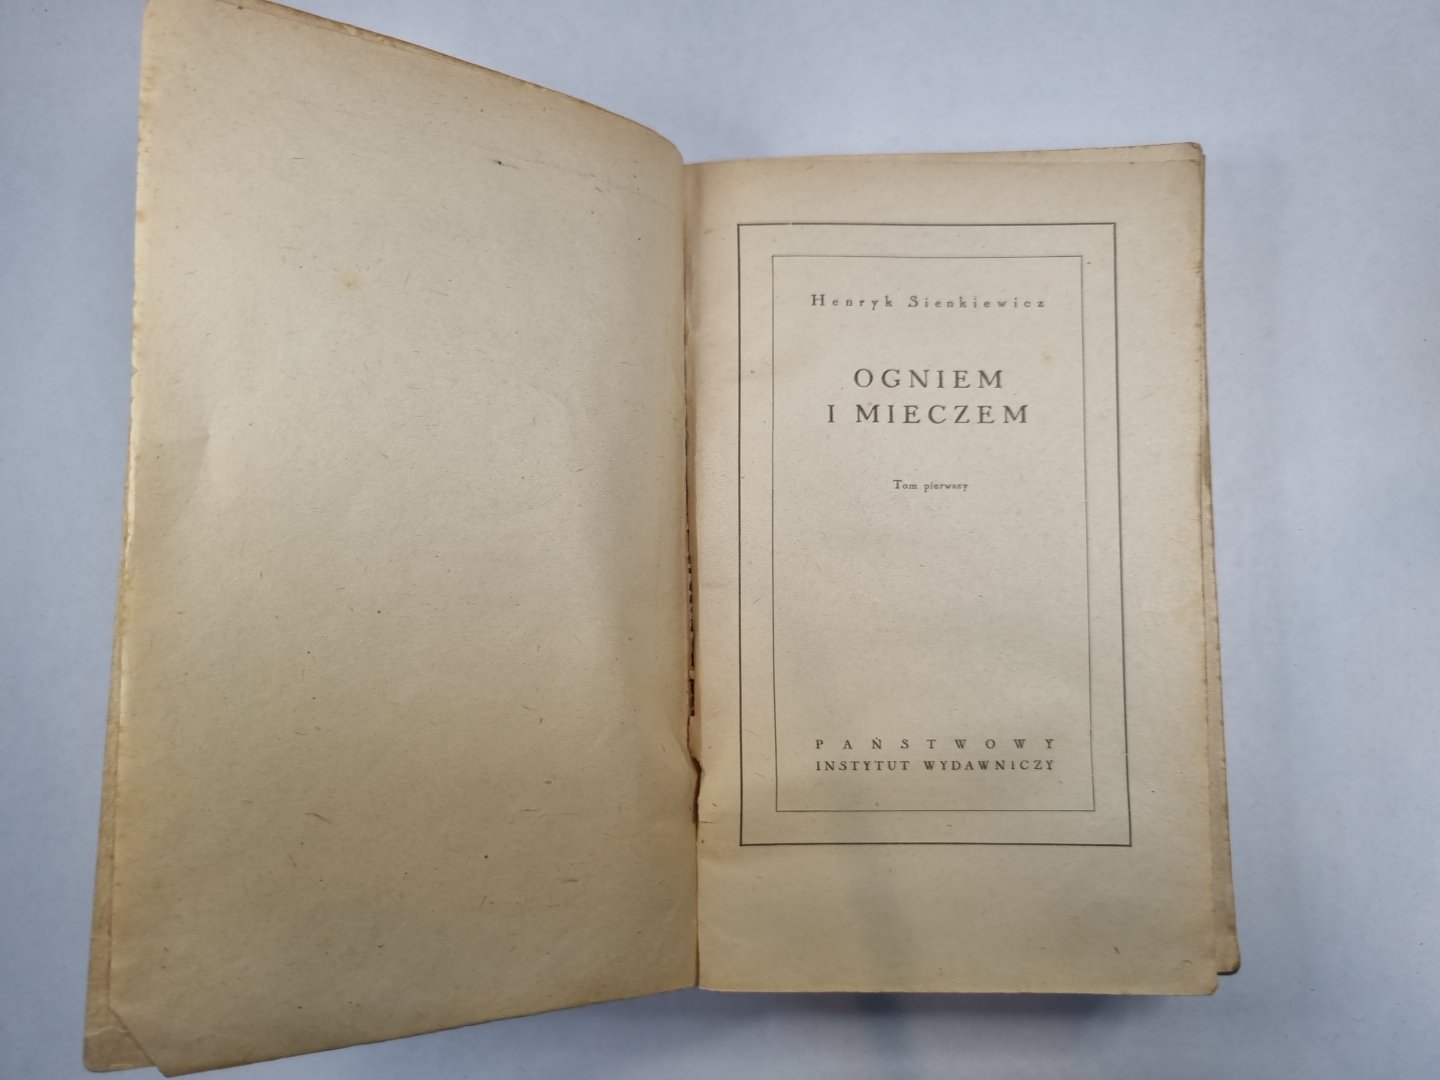 Henryk Sienkiewicz
OGNIEM
I MIECZEM
Tom pierwszy
PAŃSTWOWY
INSTYTUT WYDAWNICZY